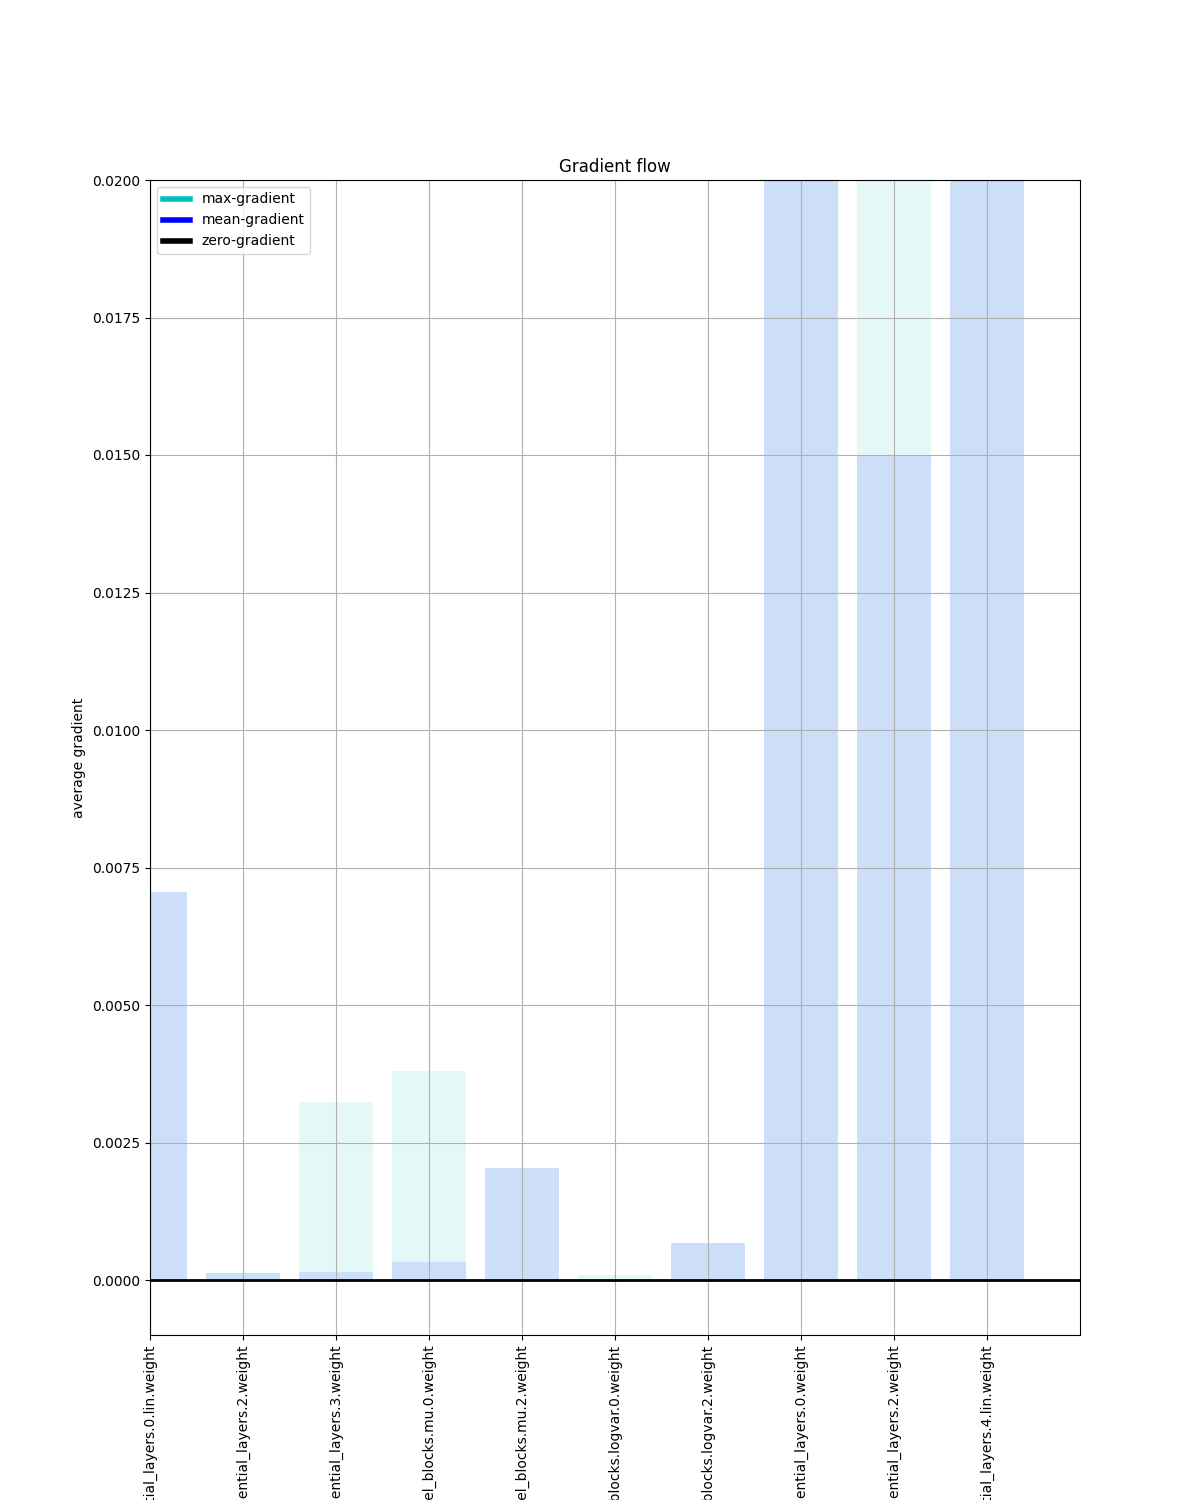 Gradient flow
max-gradient
mean-gradient
zero-gradient
0.0200
0.0175
0.0150
0.0125
0.0100
0.0075
0.0050
0.0025
0.0000
average gradient
tial_layers.0.lin.weight
ential_layers.2.weight
ential_layers.3.weight
el_blocks.mu.0.weight
el_blocks.mu.2.weight
blocks.logvar.0.weight
blocks.logvar.2.weight
ential_layers.0.weight
ential_layers.2.weight
tial_layers.4.lin.weight